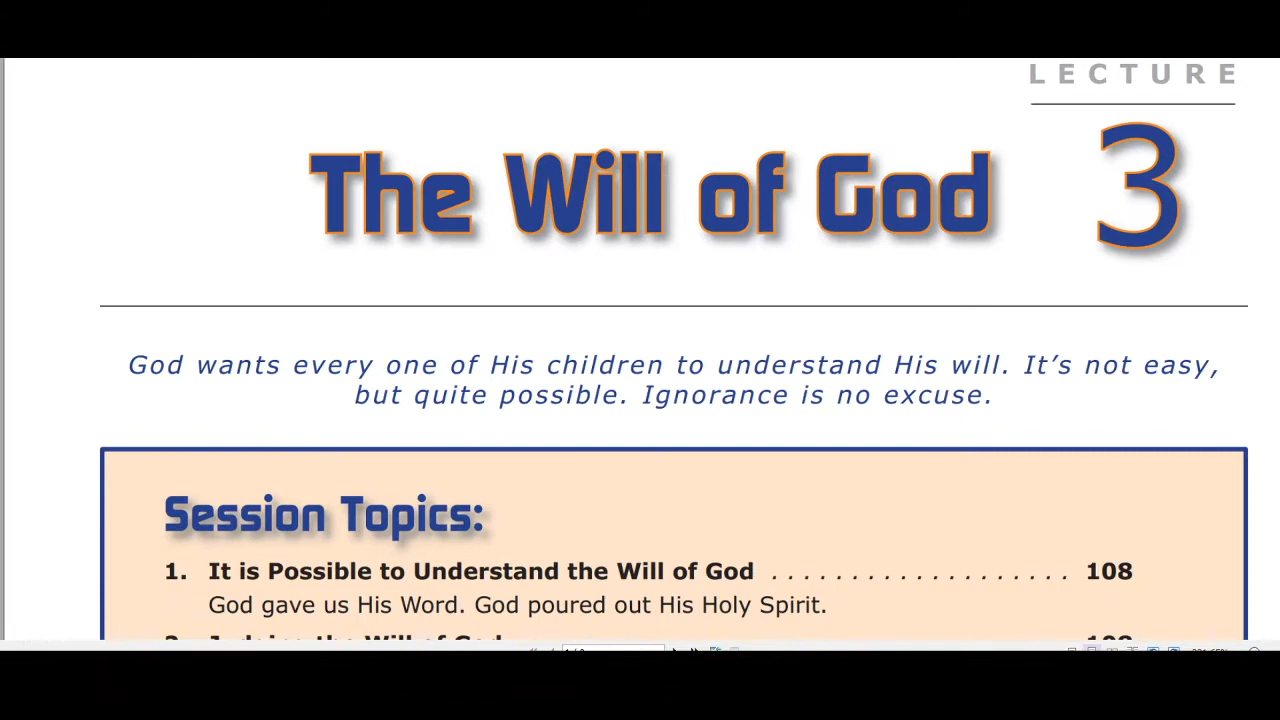 LECTURE
The Will of God 3
God wants every one of His children to understand His will. It's not easy,
but quite possible. Ignorance is no excuse.
Session Topics:
1. It is Possible to Understand the Will of God . . . . . . . . . . . . . . . . . . . 108
God gave us His Word. God poured out His Holy Spirit.